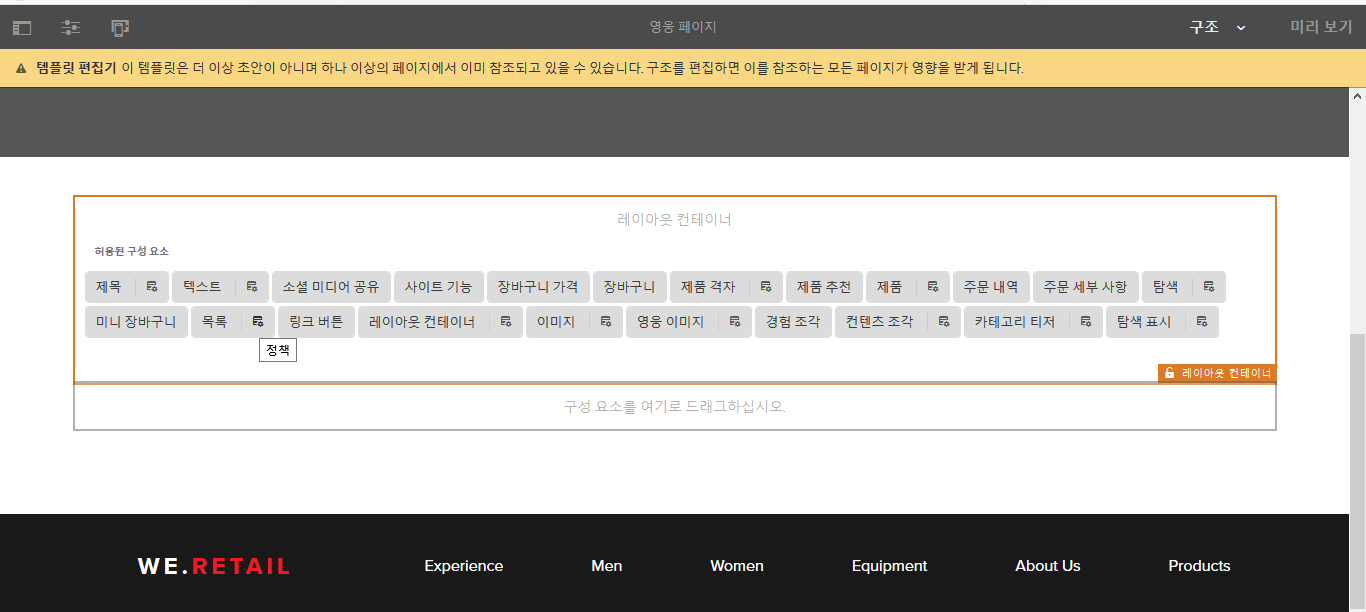 영웅 페이지 구조 미리 보기
템플릿 편집기 이 템플릿은 더 이상 초안이 아니며 하나 이상의 페이지에서 이미 참조되고 있을 수 있습니다. 구조를 편집하면 이를 참조하는 모든 페이지가 영향을 받게 됩니다.
레이아웃 컨테이너
허용된 구성 요소
제목 텍스트 소셜 미디어 공유 사이트 기능 장바구니 가격 장바구니 제품 격자 제품 추천 제품 주문 내역 주문 세부 사항 탐색
미니 장바구니 목록 링크 버튼 레이아웃 컨테이너 이미지 영웅 이미지 경험 조각 컨텐츠 조각 카테고리 티저 탐색 표시
정책
레이아웃 컨테이너
구성 요소를 여기로 드래그하십시오.
WE.RETAIL Experience Men Women Equipment About Us Products